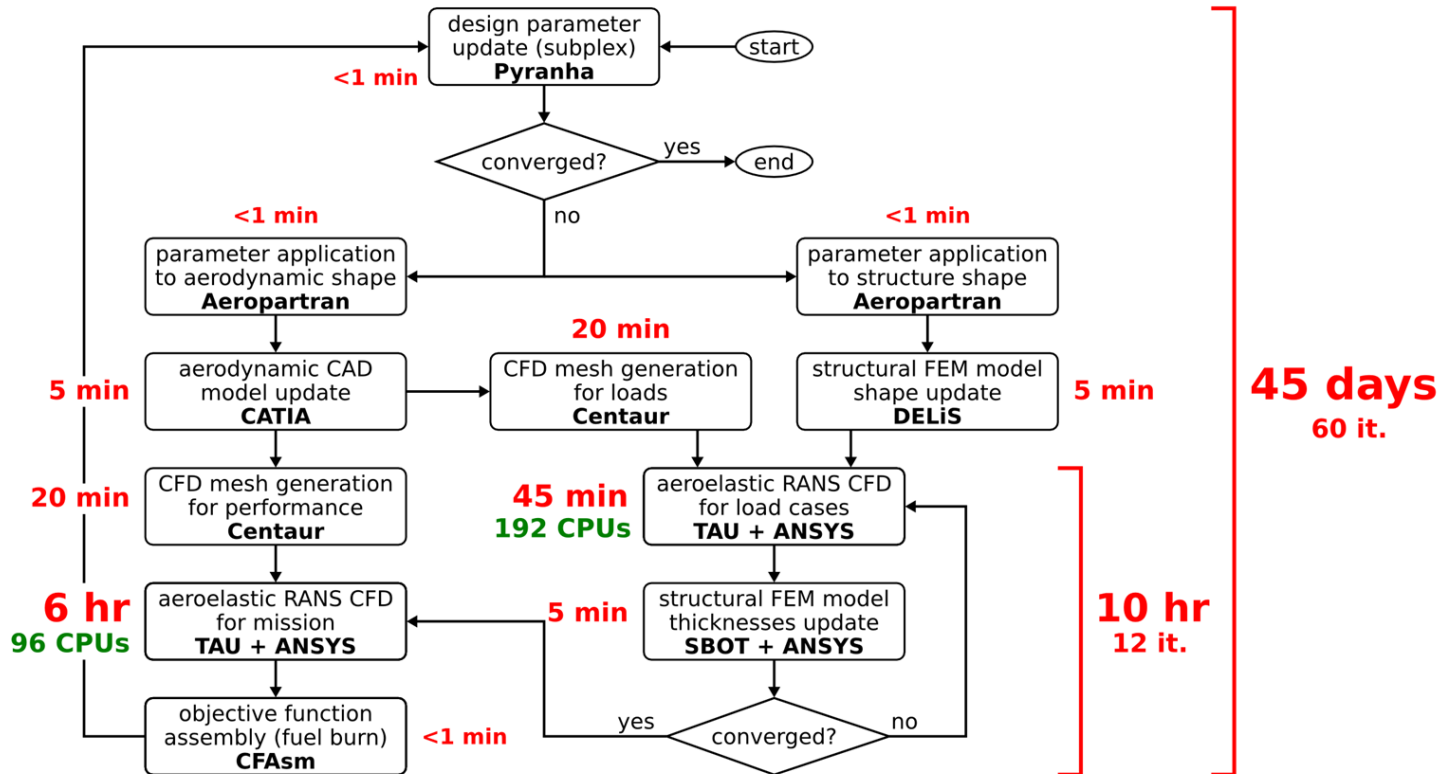 design parameter
update (subplex)
Pyranha
start
<1 min
converged?
yes
end
no
<1 min
<1 min
parameter application
to aerodynamic shape
Aeropartran
parameter application
to structure shape
Aeropartran
20 min
5 min
aerodynamic CAD
model update
CATIA
CFD mesh generation
for loads
Centaur
structural FEM model
shape update
DELiS
5 min
45 days
60 it.
20 min
CFD mesh generation
for performance
Centaur
45 min
192 CPUs
aeroelastic RANS CFD
for load cases
TAU + ANSYS
6 hr
96 CPUs
aeroelastic RANS CFD
for mission
TAU + ANSYS
5 min
structural FEM model
thicknesses update
SBOT + ANSYS
10 hr
12 it.
objective function
assembly (fuel burn)
CFAsm
<1 min
yes
converged?
no